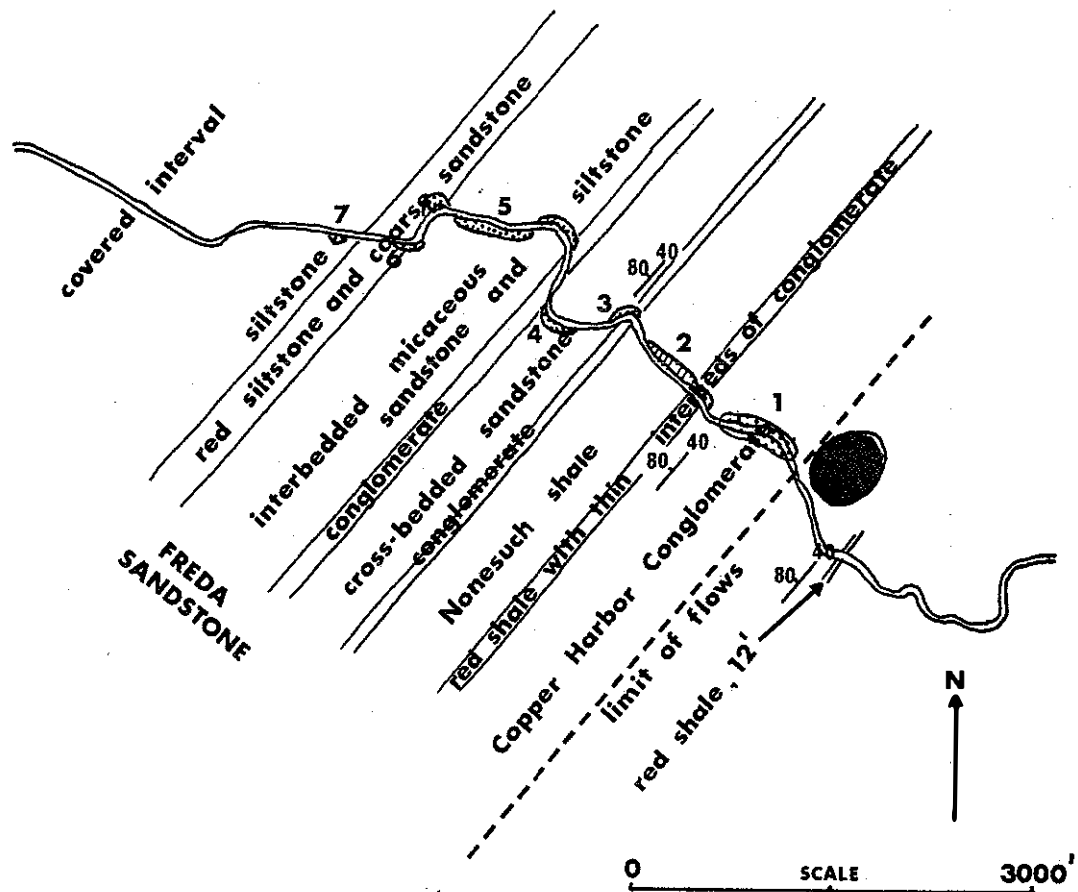 covered interval
7
siltstone
red siltstone and coarse sandstone
6
5
interbedded micaceous sandstone and siltstone
4
conglomerate
3
cross-bedded sandstone
conglomerate
80 40
2
Nonesuch shale
red shale with thin interbeds of conglomerate
1
80 40
Copper Harbor Conglomerate
limit of flows
40
80
red shale, 12'
FREDA
SANDSTONE
N
0 SCALE 3000'